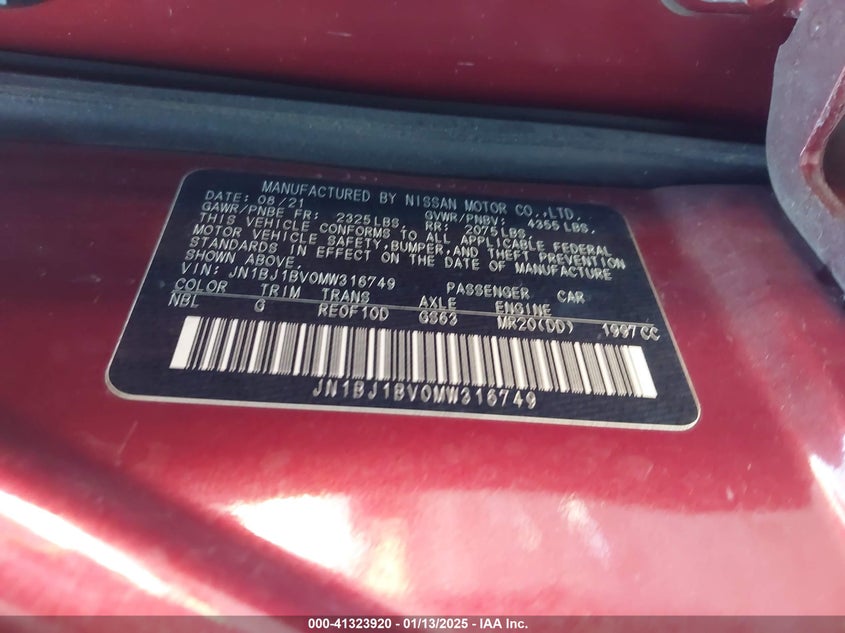 MANUFACTURED BY NISSAN MOTOR CO.,LTD.
DATE: 08/21 GVWR/PNBV: 4355 LBS.
GAWR/PNBE FR: 2325 LBS. RR: 2075 LBS.
THIS VEHICLE CONFORMS TO ALL APPLICABLE FEDERAL
MOTOR VEHICLE SAFETY, BUMPER, AND THEFT PREVENTION
STANDARDS IN EFFECT ON THE DATE OF MANUFACTURE
SHOWN ABOVE.
VIN: JN1BJ1BV0MW316749 PASSENGER CAR
COLOR TRIM TRANS AXLE ENGINE
NBL G RE0F10D GS63 MR20(DD) 1997 CC
JN1BJ1BV0MW316749
000-41323920 - 01/13/2025 - IAA Inc.